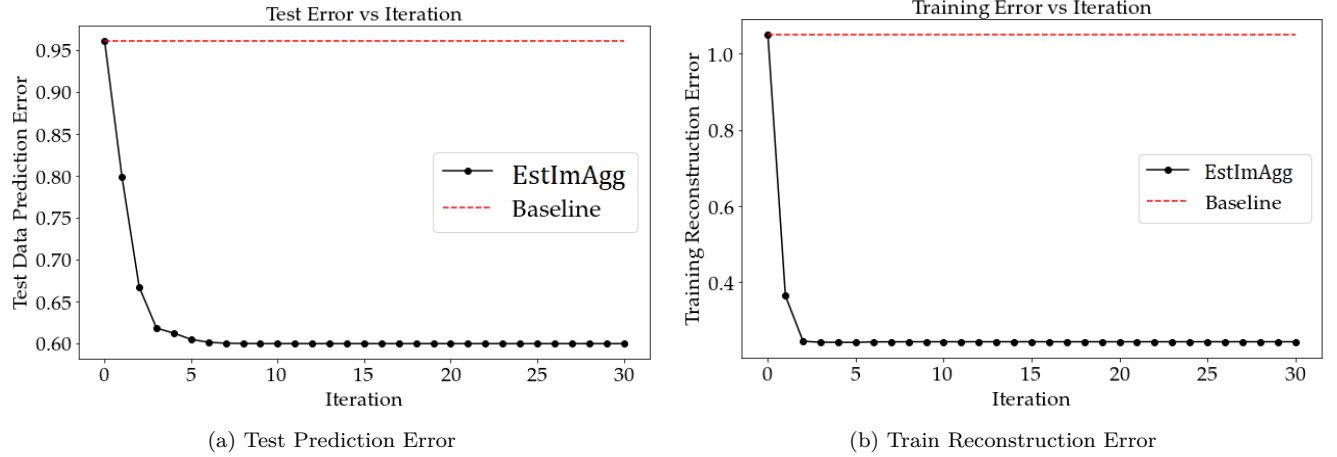 Test Error vs Iteration
0.95
0.90
0.85
0.80
0.75
0.70
0.65
0.60
Test Data Prediction Error
EstImAgg
Baseline
0 5 10 15 20 25 30
Iteration
(a) Test Prediction Error
Training Error vs Iteration
1.0
0.8
0.6
0.4
Training Reconstruction Error
EstImAgg
Baseline
0 5 10 15 20 25 30
Iteration
(b) Train Reconstruction Error